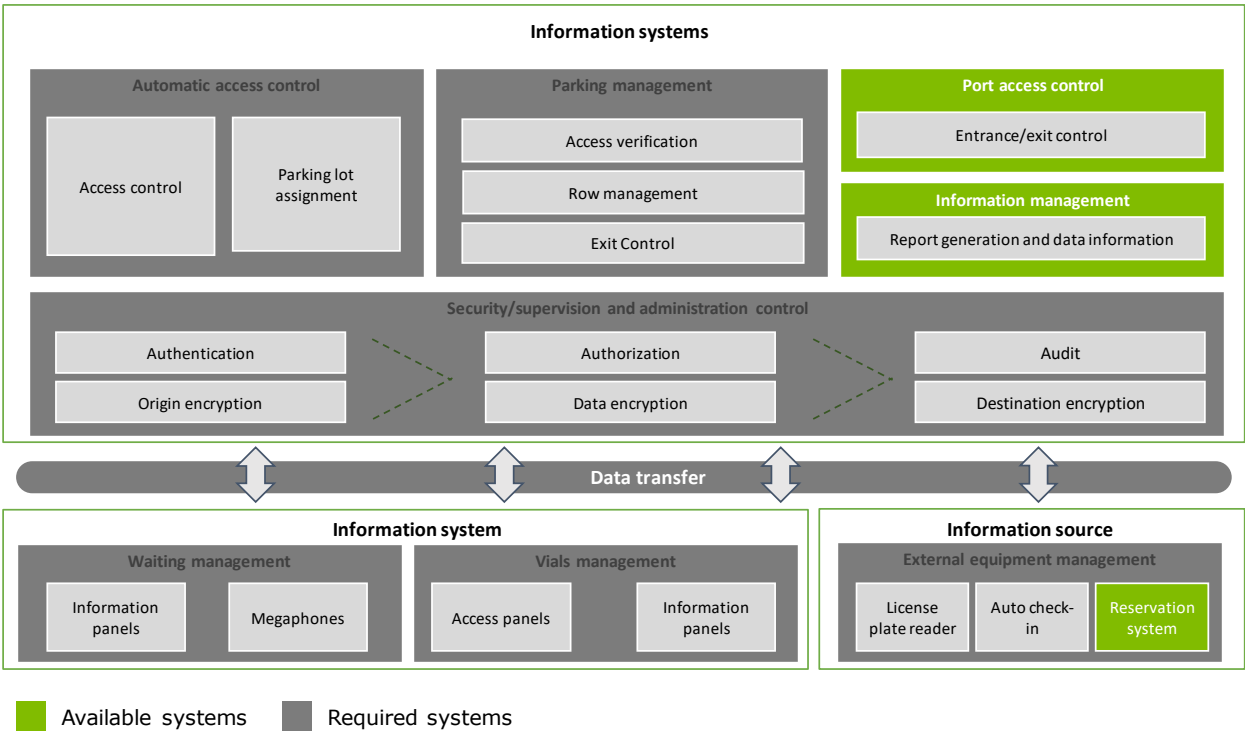 Information systems
Automatic access control
Access control
Parking lot
assignment
Parking management
Access verification
Row management
Exit Control
Port access control
Entrance/exit control
Information management
Report generation and data information
Security/supervision and administration control
Authentication
Origin encryption
Authorization
Data encryption
Audit
Destination encryption
Data transfer
Information system
Waiting management
Information
panels
Megaphones
Vials management
Access panels
Information
panels
Information source
External equipment management
License
plate reader
Auto check-
in
Reservation
system
Available systems
Required systems